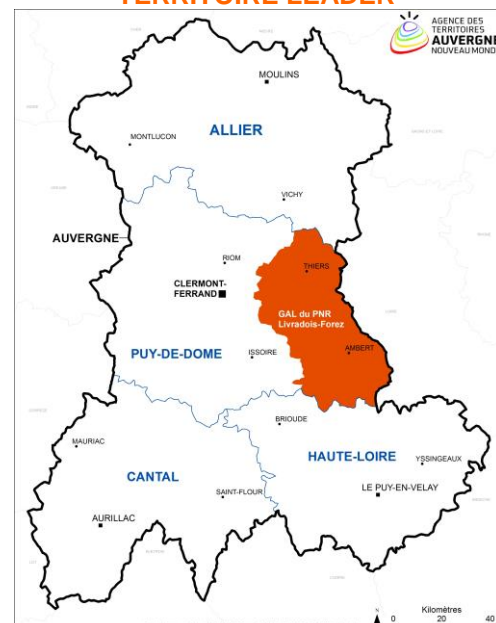 TERRITOIRE LEADER
AGENCE DES
TERRITOIRES
AUVERGNE
NOUVEAU MONDE
MOULINS
ALLIER
MONTLUCON
VICHY
AUVERGNE
RIOM
THIERS
CLERMONT-
FERRAND
GAL du PNR
Livradois-Forez
PUY-DE-DOME
ISSOIRE
AMBERT
BRIOUDE
MAURIAC
HAUTE-LOIRE
YSSINGEAUX
CANTAL
SAINT-FLOUR
LE PUY-EN-VELAY
AURILLAC
Kilomètres
N
0 20 40